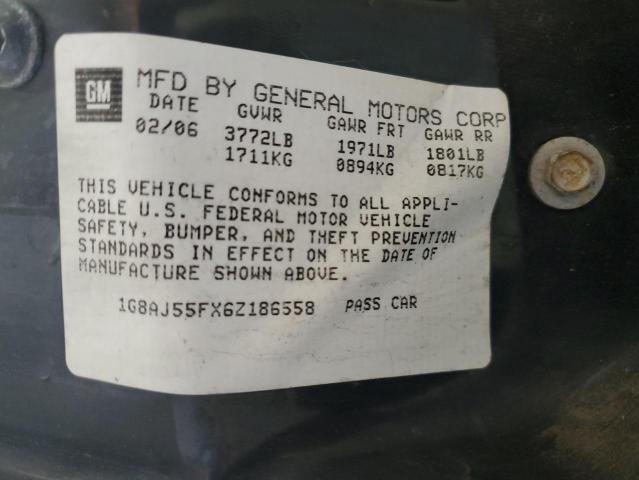 GM
MFD BY GENERAL MOTORS CORP
DATE GVWR GAWR FRT GAWR RR
02/06 3772LB 1971LB 1801LB
1711KG 0894KG 0817KG
THIS VEHICLE CONFORMS TO ALL APPLI-
CABLE U.S. FEDERAL MOTOR VEHICLE
SAFETY, BUMPER, AND THEFT PREVENTION
STANDARDS IN EFFECT ON THE DATE OF
MANUFACTURE SHOWN ABOVE.
1G8AJ55FX6Z186558 PASS CAR